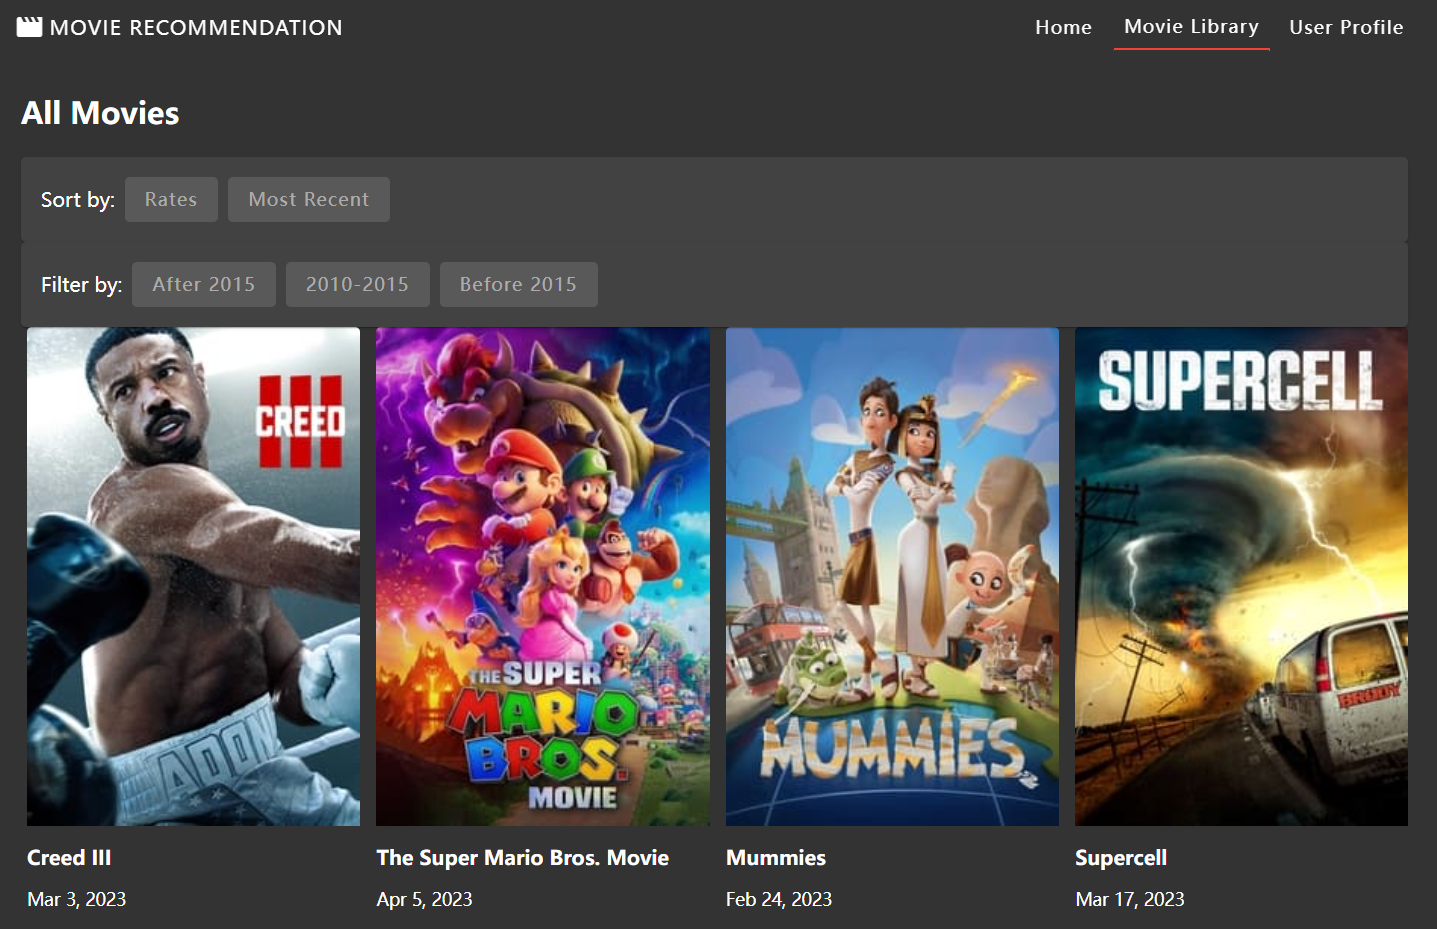 MOVIE RECOMMENDATION
Home
Movie Library
User Profile
All Movies
Sort by:
Rates
Most Recent
Filter by:
After 2015
2010-2015
Before 2015
III
CREED
ADON
THE SUPER
MARIO
BROS.
MOVIE
MUMMIES
SUPERCELL
BRODY
Creed III
The Super Mario Bros. Movie
Mummies
Supercell
Mar 3, 2023
Apr 5, 2023
Feb 24, 2023
Mar 17, 2023